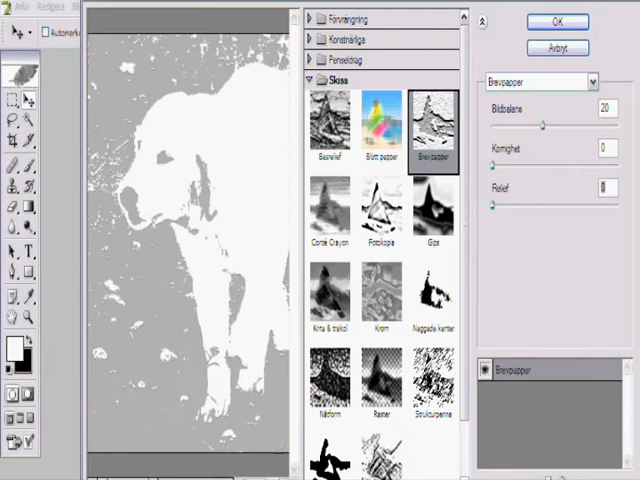 Arkiv Redigera
Automark
Förvrängning
Konstnärliga
Penseldrag
Skiss
Basrelief
Blött papper
Brevpapper
Conté Crayon
Fotokopia
Gips
Krita & träkol
Krom
Naggade kanter
Nätform
Raster
Strukturpenna
OK
Avbryt
Brevpapper
Bildbalans
20
Kornighet
0
Relief
Brevpapper